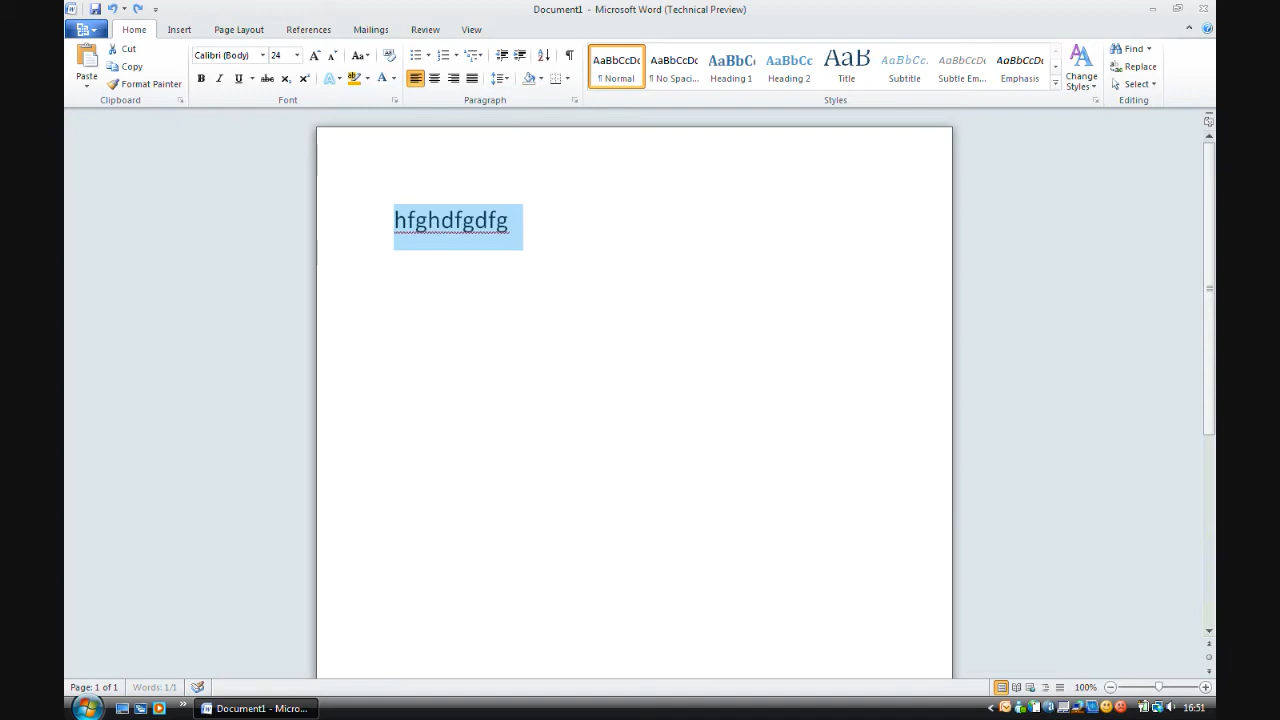 Document1 - Microsoft Word (Technical Preview)
Home Insert Page Layout References Mailings Review View
Paste
Cut
Copy
Format Painter
Clipboard
Calibri (Body) 24
Font
Paragraph
AaBbCcDc AaBbCcDc AaBbC AaBbCc AaB AaBbCc. AaBbCcDc AaBbCcDc
¶ Normal ¶ No Spaci... Heading 1 Heading 2 Title Subtitle Subtle Em... Emphasis
Styles
Change Styles
Find
Replace
Select
Editing
hfghdfgdfg
Page: 1 of 1 Words: 1/1 100%
Document1 - Micro... 16:51